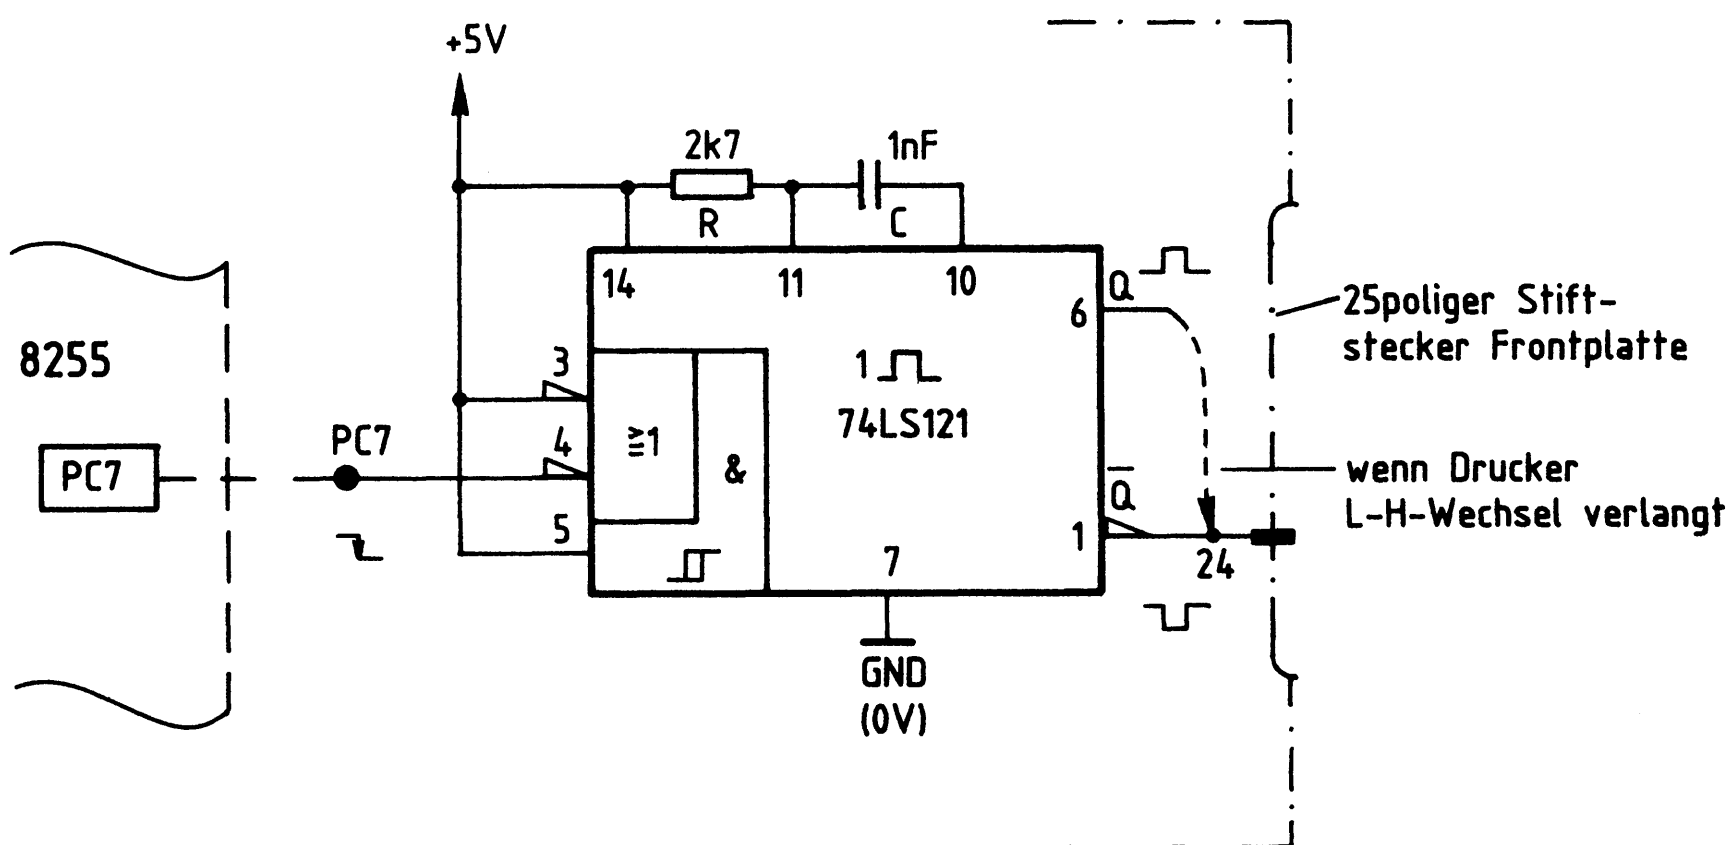 +5V
2k7
1nF
R
C
14
11
10
Q
6
25poliger Stift-
stecker Frontplatte
8255
3
1
74LS121
PC7
PC7
4
≧1
&
Q̅
wenn Drucker
L-H-Wechsel verlangt
5
7
1
24
GND
(0V)